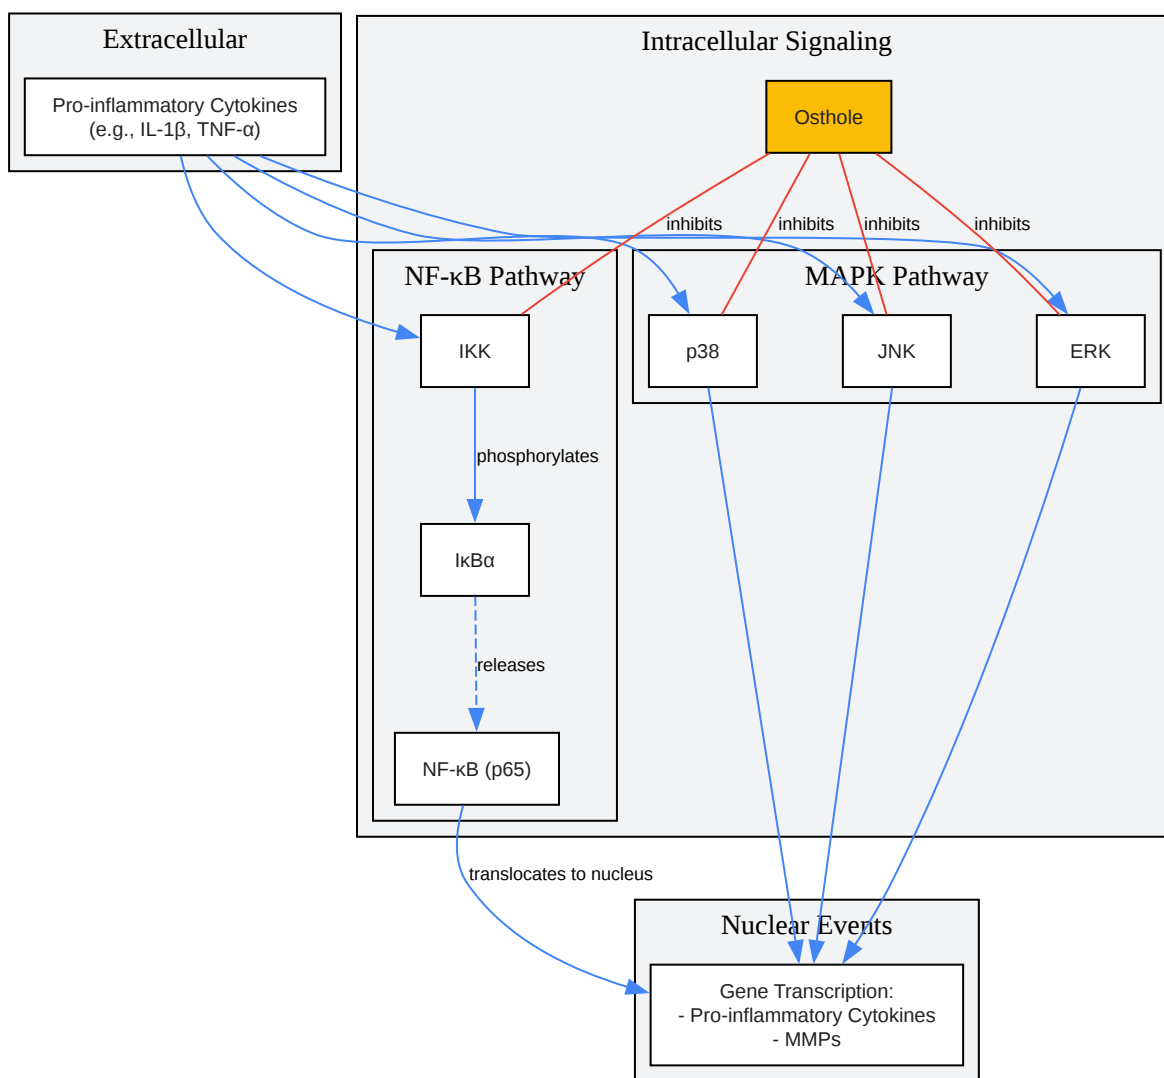 Extracellular
Pro-inflammatory Cytokines
(e.g., IL-1β, TNF-α)
Intracellular Signaling
Osthole
inhibits
inhibits
inhibits
inhibits
NF-κB Pathway
MAPK Pathway
IKK
p38
JNK
ERK
phosphorylates
IκBα
releases
NF-κB (p65)
translocates to nucleus
Nuclear Events
Gene Transcription:
- Pro-inflammatory Cytokines
- MMPs